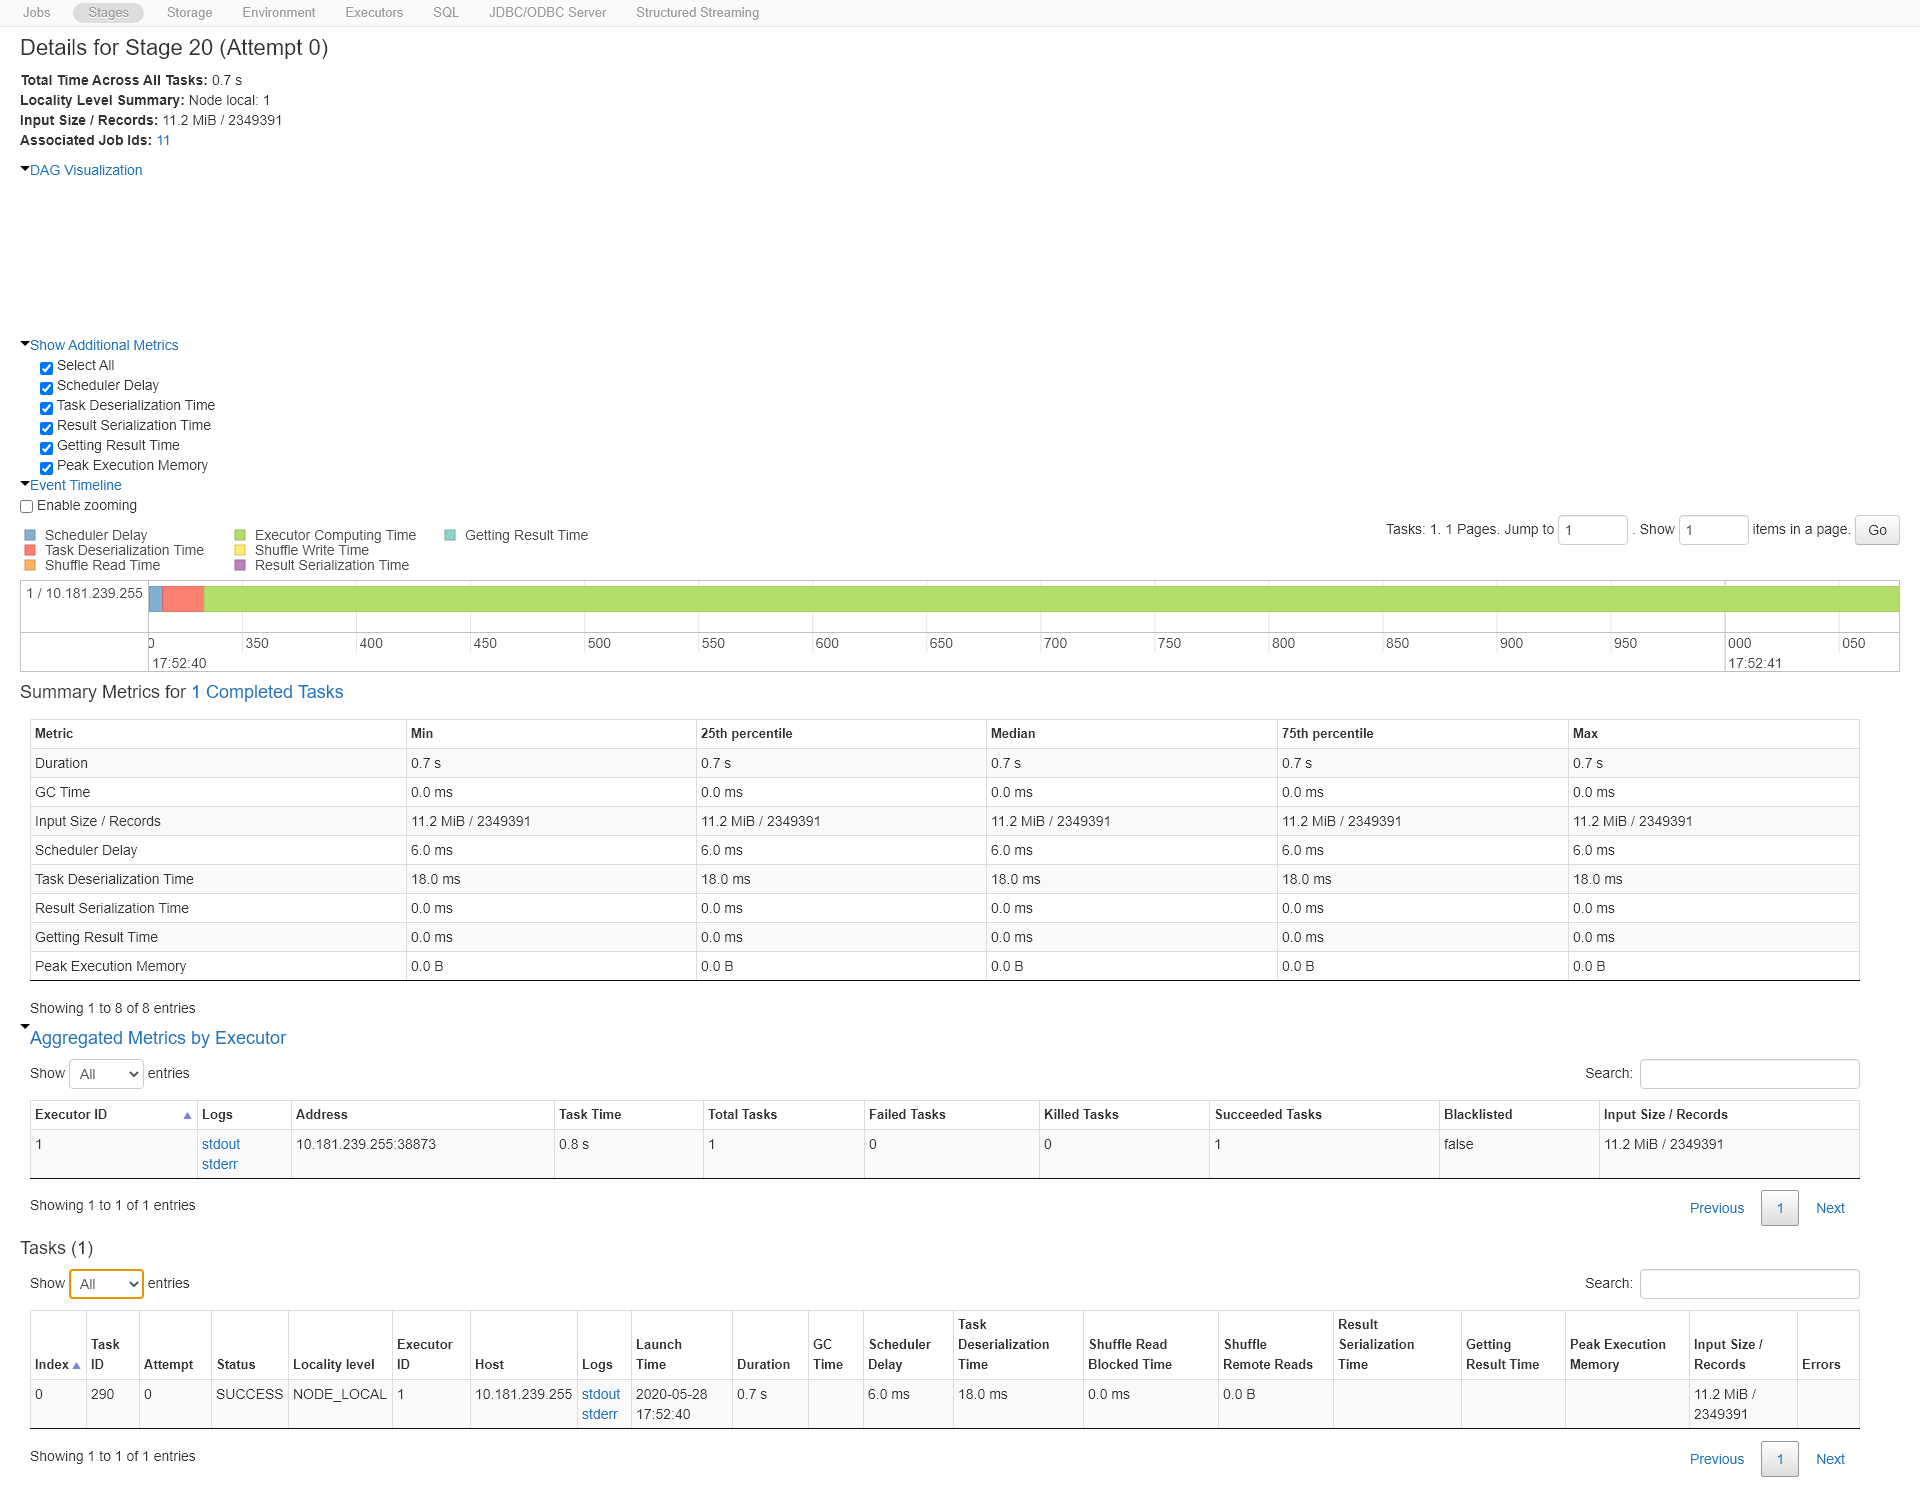 Jobs Stages Storage Environment Executors SQL JDBC/ODBC Server Structured Streaming
Details for Stage 20 (Attempt 0)
Total Time Across All Tasks: 0.7 s
Locality Level Summary: Node local: 1
Input Size / Records: 11.2 MiB / 2349391
Associated Job Ids: 11
DAG Visualization
Show Additional Metrics
Select All
Scheduler Delay
Task Deserialization Time
Result Serialization Time
Getting Result Time
Peak Execution Memory
Event Timeline
Enable zooming
Tasks: 1. 1 Pages. Jump to 1 . Show 1 items in a page. Go
Scheduler Delay Executor Computing Time Getting Result Time
Task Deserialization Time Shuffle Write Time
Shuffle Read Time Result Serialization Time
1 / 10.181.239.255
0 350 400 450 500 550 600 650 700 750 800 850 900 950 000 050
17:52:40 17:52:41
Summary Metrics for 1 Completed Tasks
Metric Min 25th percentile Median 75th percentile Max
Duration 0.7 s 0.7 s 0.7 s 0.7 s 0.7 s
GC Time 0.0 ms 0.0 ms 0.0 ms 0.0 ms 0.0 ms
Input Size / Records 11.2 MiB / 2349391 11.2 MiB / 2349391 11.2 MiB / 2349391 11.2 MiB / 2349391 11.2 MiB / 2349391
Scheduler Delay 6.0 ms 6.0 ms 6.0 ms 6.0 ms 6.0 ms
Task Deserialization Time 18.0 ms 18.0 ms 18.0 ms 18.0 ms 18.0 ms
Result Serialization Time 0.0 ms 0.0 ms 0.0 ms 0.0 ms 0.0 ms
Getting Result Time 0.0 ms 0.0 ms 0.0 ms 0.0 ms 0.0 ms
Peak Execution Memory 0.0 B 0.0 B 0.0 B 0.0 B 0.0 B
Showing 1 to 8 of 8 entries
Aggregated Metrics by Executor
Show All entries Search:
Executor ID Logs Address Task Time Total Tasks Failed Tasks Killed Tasks Succeeded Tasks Blacklisted Input Size / Records
1 stdout 10.181.239.255:38873 0.8 s 1 0 0 1 false 11.2 MiB / 2349391
stderr
Showing 1 to 1 of 1 entries Previous 1 Next
Tasks (1)
Show All entries Search:
Task Result
Task Executor Launch Scheduler Deserialization Shuffle Read Shuffle Serialization Getting Peak Execution Input Size /
Index ID Attempt Status Locality level ID Host Logs Time Duration GC Time Delay Time Blocked Time Remote Reads Time Result Time Memory Records Errors
0 290 0 SUCCESS NODE_LOCAL 1 10.181.239.255 stdout 2020-05-28 0.7 s 6.0 ms 18.0 ms 0.0 ms 0.0 B 11.2 MiB /
stderr 17:52:40 2349391
Showing 1 to 1 of 1 entries Previous 1 Next